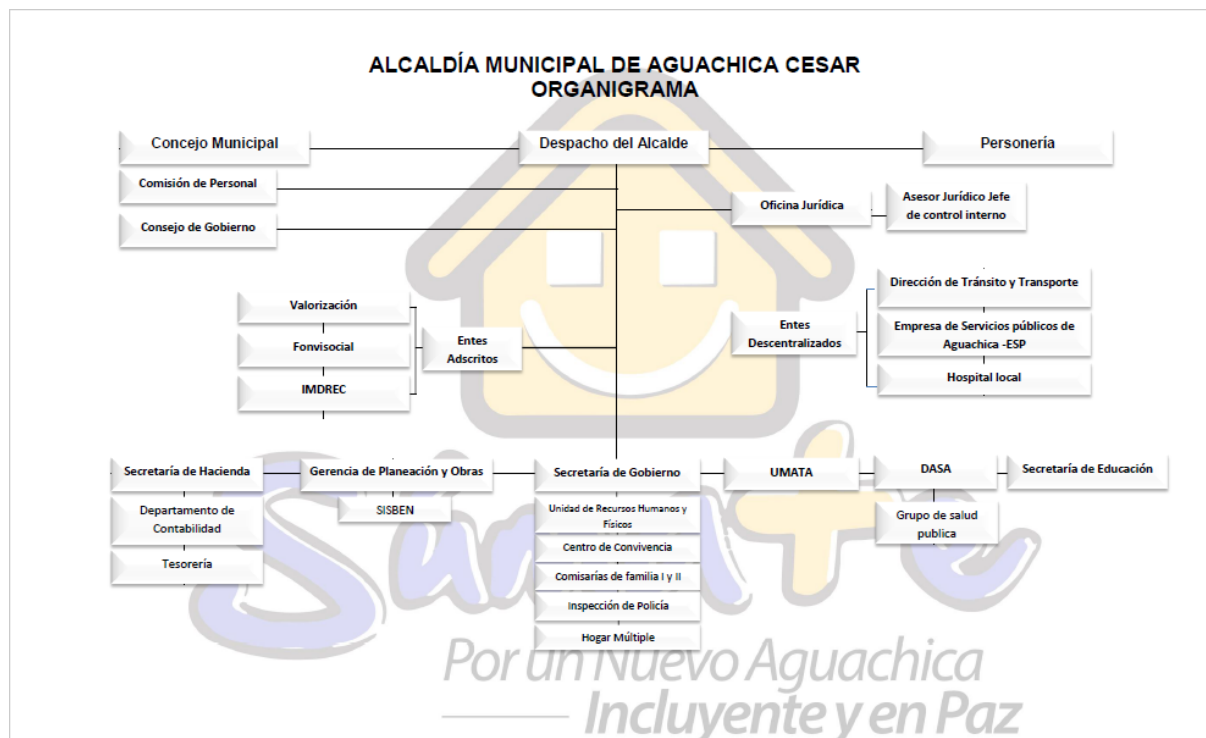 ALCALDÍA MUNICIPAL DE AGUACHICA CESAR
ORGANIGRAMA
Concejo Municipal
Despacho del Alcalde
Personería
Comisión de Personal
Consejo de Gobierno
Oficina Jurídica
Asesor Jurídico Jefe
de control interno
Valorización
Fonvisocial
IMDREC
Entes
Adscritos
Entes
Descentralizados
Dirección de Tránsito y Transporte
Empresa de Servicios públicos de
Aguachica -ESP
Hospital local
Secretaría de Hacienda
Gerencia de Planeación y Obras
Secretaría de Gobierno
UMATA
DASA
Secretaría de Educación
Departamento de
Contabilidad
Tesorería
SISBEN
Unidad de Recursos Humanos y
Físicos
Centro de Convivencia
Comisarías de familia I y II
Inspección de Policía
Hogar Múltiple
Grupo de salud
publica
Súmate
Por un Nuevo Aguachica
Incluyente y en Paz